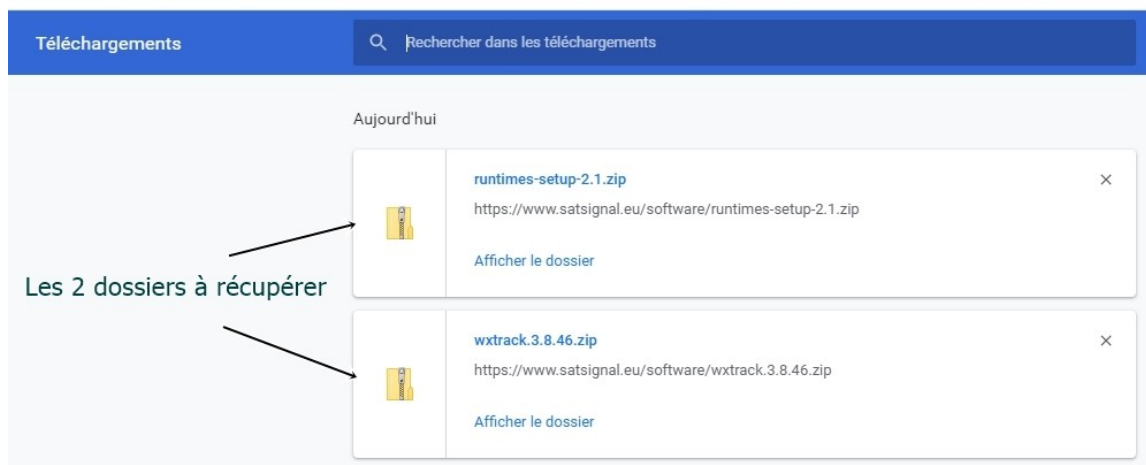 Téléchargements
Rechercher dans les téléchargements
Aujourd'hui
runtimes-setup-2.1.zip
https://www.satsignal.eu/software/runtimes-setup-2.1.zip
Afficher le dossier
Les 2 dossiers à récupérer
wxtrack.3.8.46.zip
https://www.satsignal.eu/software/wxtrack.3.8.46.zip
Afficher le dossier